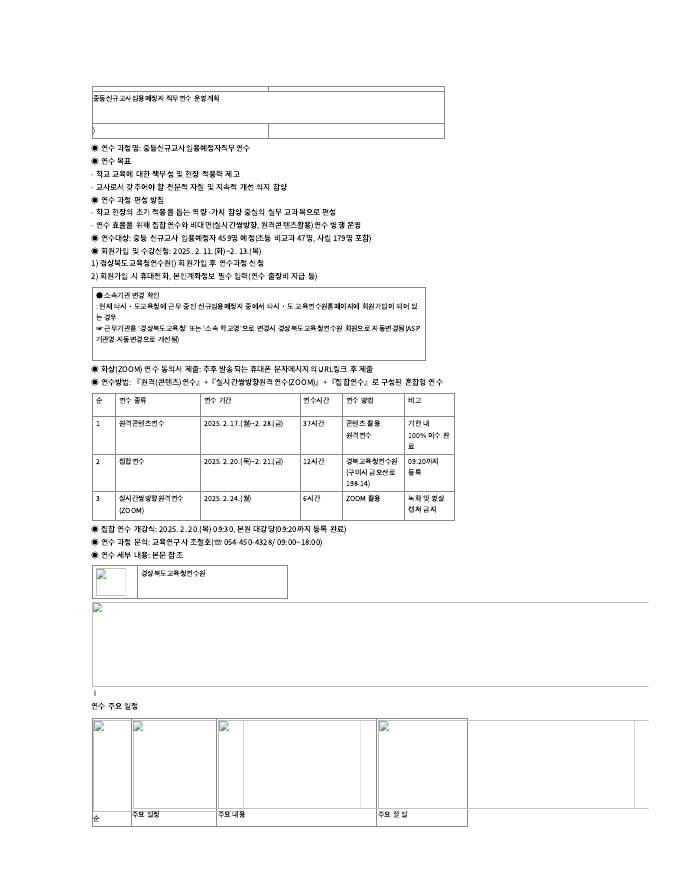 중등신규교사임용예정자 직무연수 운영계획
)
◉ 연수 과정명: 중등신규교사임용예정자직무연수
◉ 연수 목표
- 학교 교육에 대한 책무성 및 현장 적응력 제고
- 교사로서 갖추어야 할 전문적 자질 및 지속적 개선 의지 함양
◉ 연수 과정 편성 방침
- 학교 현장의 초기 적응을 돕는 역량·가치 함양 중심의 실무 교과목으로 편성
- 연수 효율을 위해 집합연수와 비대면(실시간쌍방향, 원격콘텐츠활용)연수 병행 운영
◉ 연수대상: 중등 신규교사 임용예정자 459명 예정(초등 비교과 47명, 사립 179명 포함)
◉ 회원가입 및 수강신청: 2025. 2. 11.(화)~2. 13.(목)
1) 경상북도교육청연수원() 회원가입 후 연수과정 신청
2) 회원가입 시 휴대전화, 본인계좌정보 필수 입력(연수 출장비 지급 등)
● 소속기관 변경 확인
: 현재 타시・도교육청에 근무 중인 신규임용예정자 중에서 타시・도 교육연수원홈페이지에 회원가입이 되어 있
는 경우
☞ 근무기관을 '경상북도교육청' 또는 '소속 학교명'으로 변경시 경상북도교육청연수원 회원으로 자동변경됨(ASP
기관명 자동변경으로 개선됨)
◉ 화상(ZOOM) 연수 동의서 제출: 추후 발송되는 휴대폰 문자메시지의 URL링크 후 제출
◉ 연수방법: 『원격(콘텐츠)연수』+『실시간쌍방향원격연수(ZOOM)』+『집합연수』로 구성된 혼합형 연수
순 연수 종류 연수 기간 연수시간 연수 방법 비고
1 원격콘텐츠연수 2025. 2. 17.(월)~2. 28.(금) 37시간 콘텐츠 활용 기한 내
원격연수 100% 이수 완
료
2 집합연수 2025. 2. 20.(목)~2. 21.(금) 12시간 경북교육청연수원 09:20까지
(구미시 금오산로 등록
198-14)
3 실시간쌍방향원격연수 2025. 2. 24.(월) 6시간 ZOOM 활용 녹화 및 영상
(ZOOM) 캡쳐 금지
◉ 집합 연수 개강식: 2025. 2. 20.(목) 09:30, 본원 대강당(09:20까지 등록 완료)
◉ 연수 과정 문의: 교육연구사 조철호(☏ 054-450-4328/ 09:00~18:00)
◉ 연수 세부 내용: 본문 참조
경상북도교육청연수원
Ⅰ
연수 주요 일정
순 주요 일정 주요 내용 주요 할 일